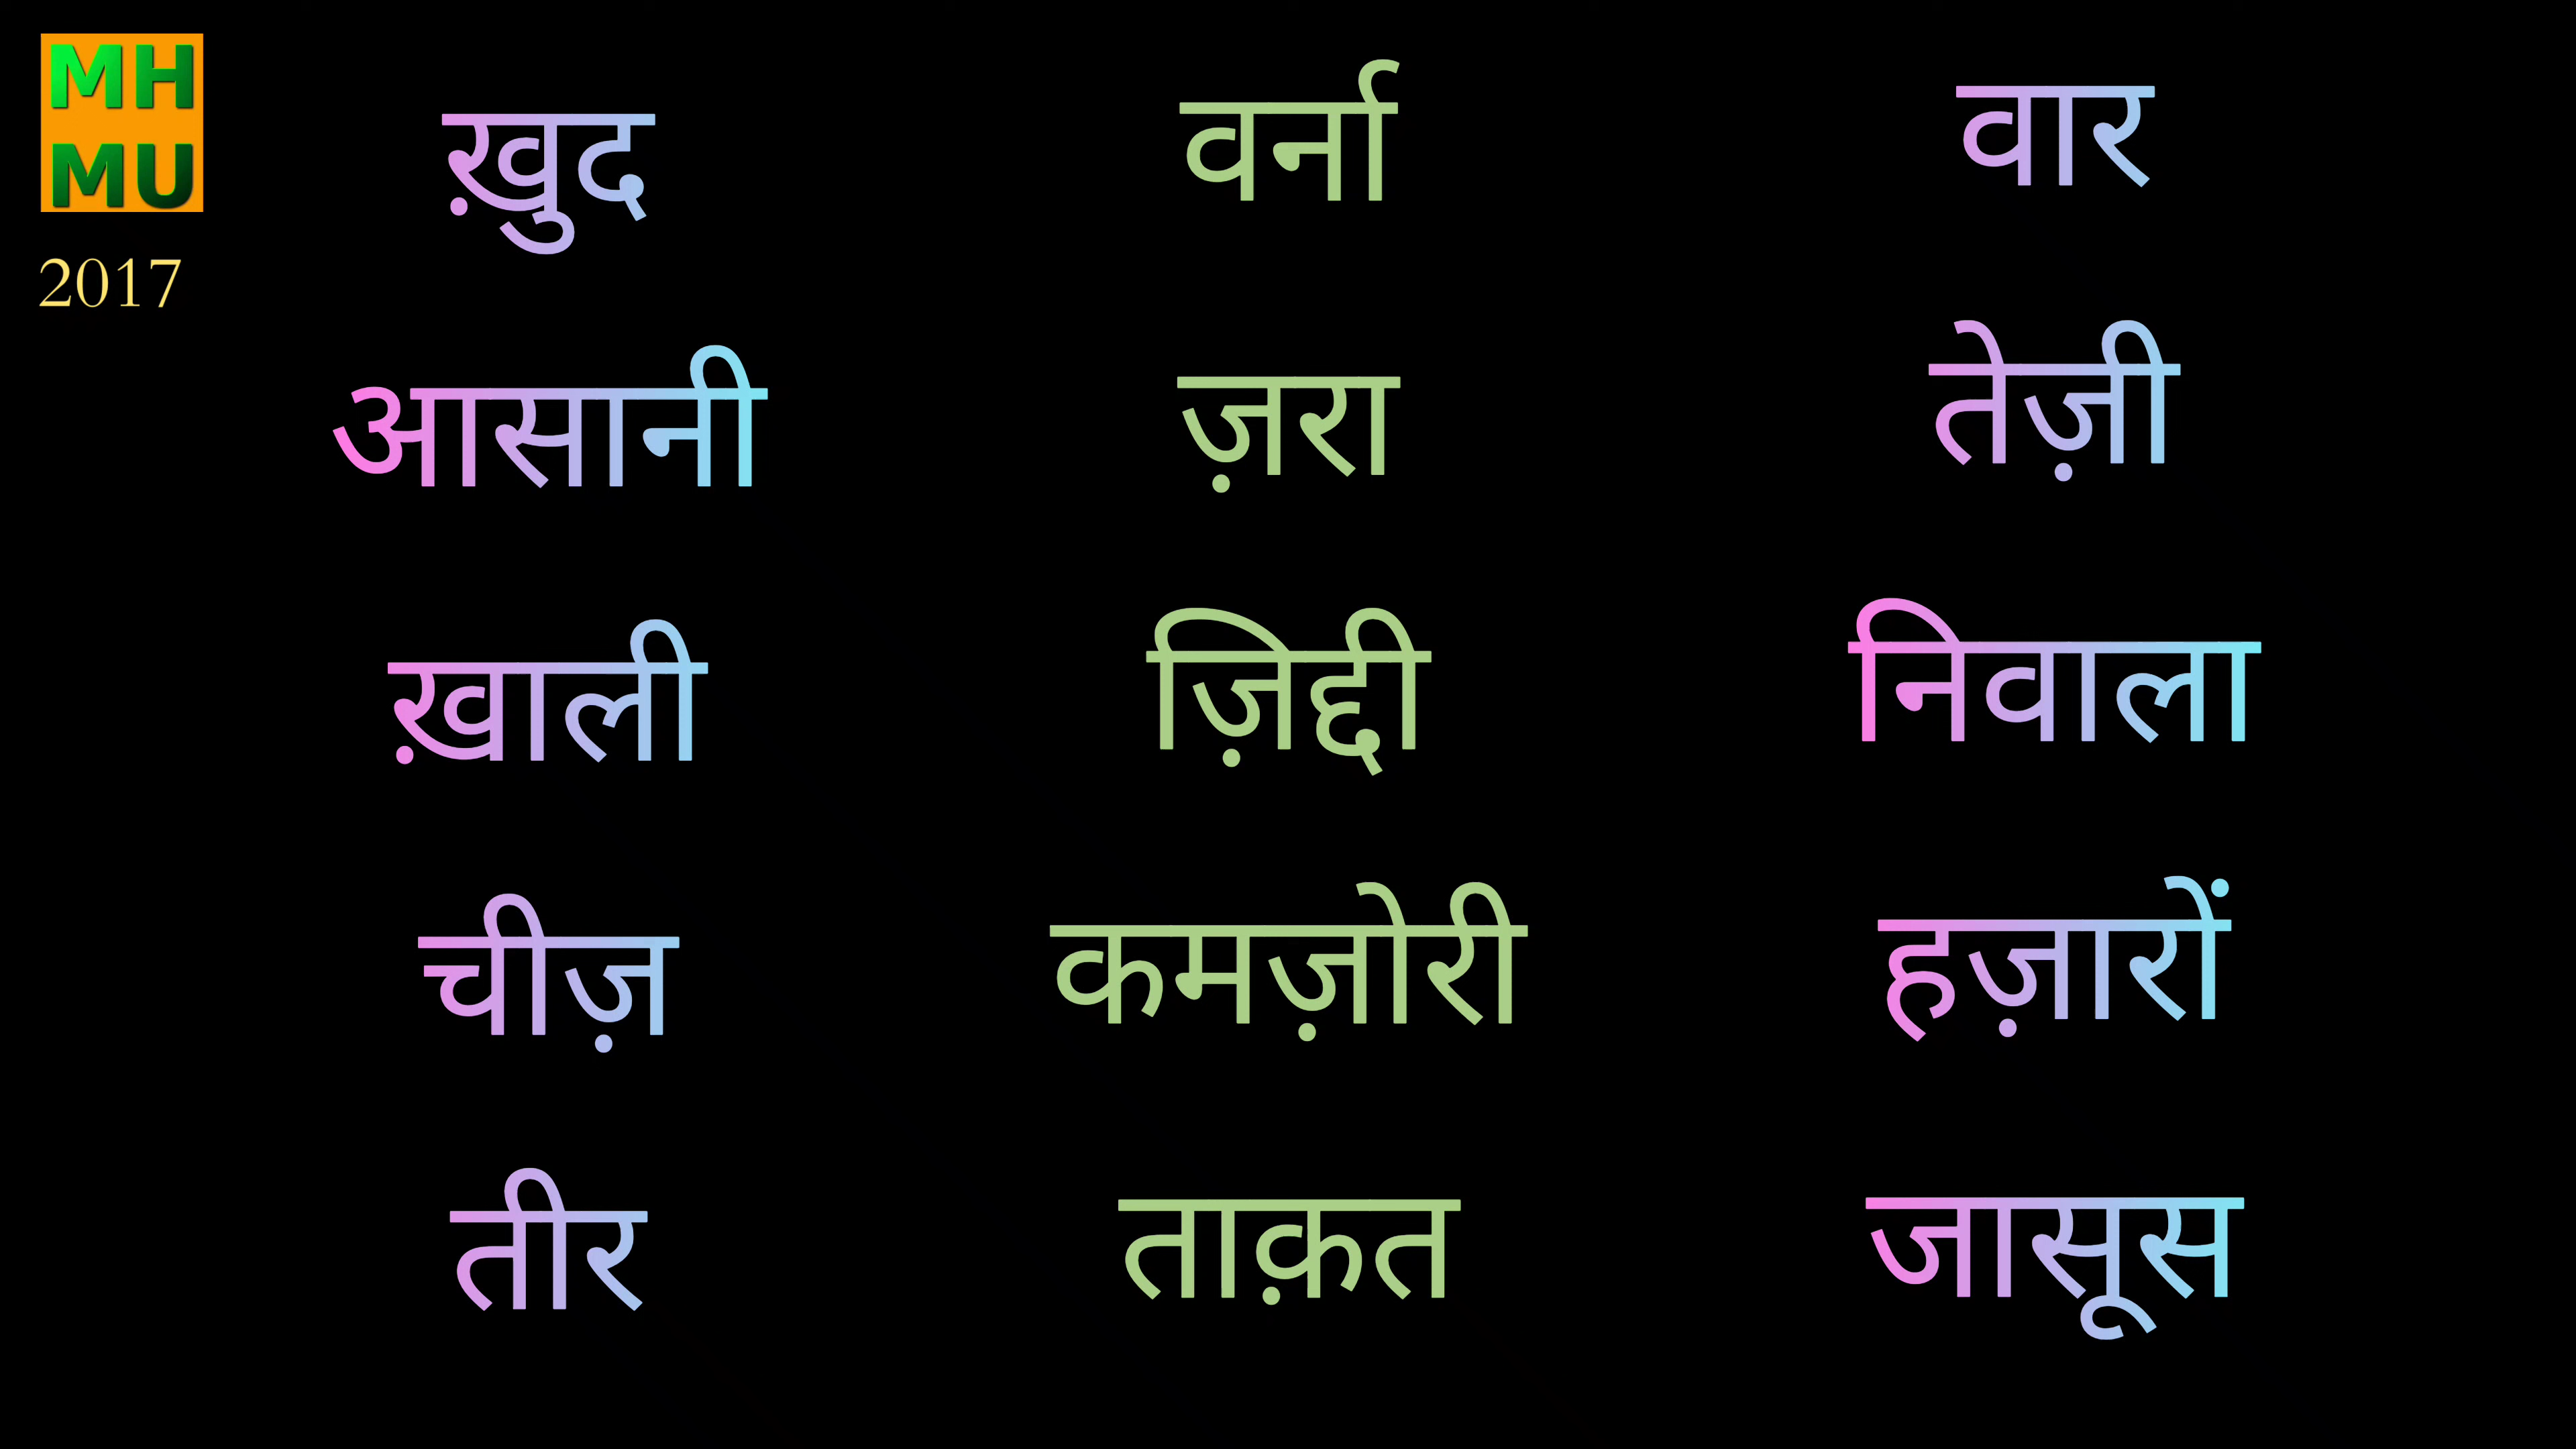 MH
MU
2017
ख़ुद वर्ना वार
आसानी ज़रा तेज़ी
ख़ाली ज़िद्दी निवाला
चीज़ कमज़ोरी हज़ारों
तीर ताक़त जासूस